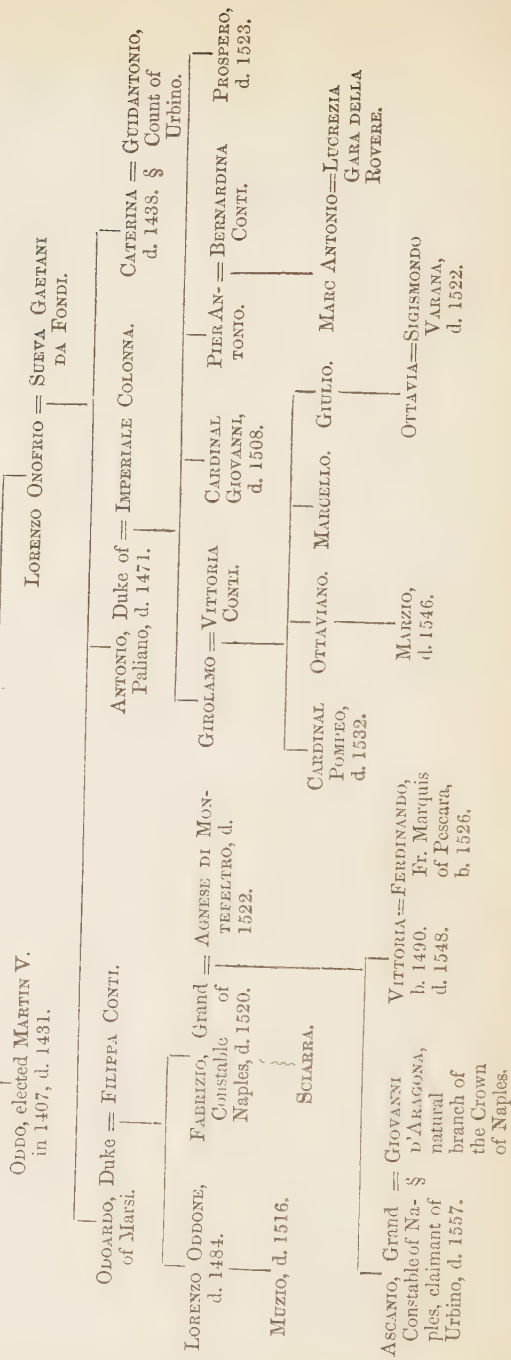 ODDO, elected MARTIN V.
in 1407, d. 1431.
LORENZO ONOFRIO = SUEVA GAETANI
DA FONDI.
ODOARDO, Duke = FILIPPA CONTI.
of Marsi.
ANTONIO, Duke of = IMPERIALE COLONNA.
Paliano, d. 1471.
CATERINA = GUIDANTONIO,
d. 1438. § Count of
Urbino.
LORENZO ODDONE,
d. 1484.
FABRIZIO, Grand = AGNESE DI MON-
Constable of TEFELTRO, d.
Naples, d. 1520. 1522.
GIROLAMO = VITTORIA
CONTI.
CARDINAL
GIOVANNI,
d. 1508.
PIER AN- = BERNARDINA
TONIO. CONTI.
PROSPERO,
d. 1523.
MUZIO, d. 1516.
SCIARRA.
CARDINAL
POMPEO,
d. 1532.
OTTAVIANO.
MARCELLO.
GIULIO.
MARC ANTONIO=LUCREZIA
GARA DELLA
ROVERE.
ASCANIO, Grand = GIOVANNI
Constable of Na- § D'ARAGONA,
ples, claimant of natural
Urbino, d. 1557. branch of
the Crown
of Naples.
VITTORIA=FERDINANDO,
b. 1490. Fr. Marquis
d. 1548. of Pescara,
b. 1526.
MARZIO,
d. 1546.
OTTAVIA=SIGISMONDO
VARANA,
d. 1522.